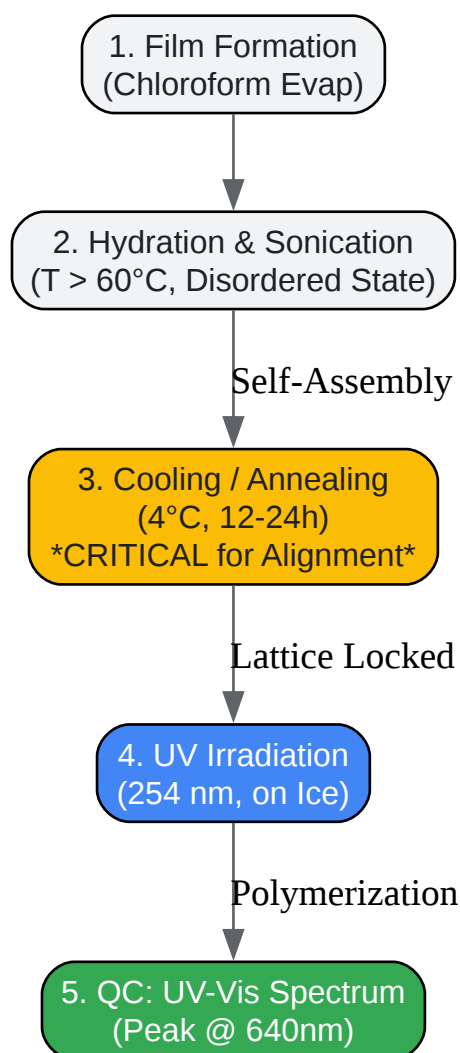 1. Film Formation
(Chloroform Evap)
2. Hydration & Sonication
(T > 60°C, Disordered State)
Self-Assembly
3. Cooling / Annealing
(4°C, 12-24h)
*CRITICAL for Alignment*
Lattice Locked
4. UV Irradiation
(254 nm, on Ice)
Polymerization
5. QC: UV-Vis Spectrum
(Peak @ 640nm)